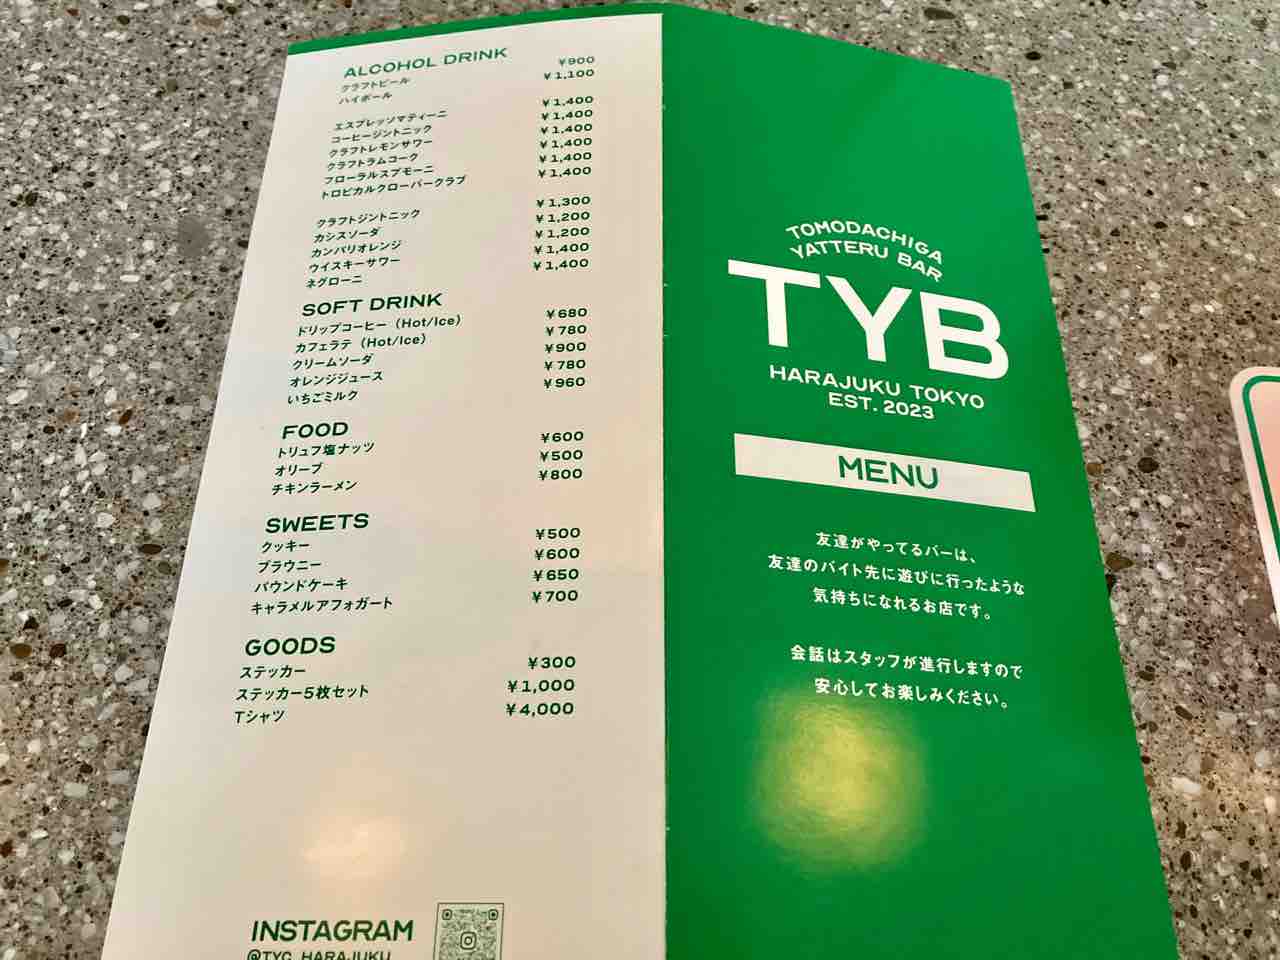 ALCOHOL DRINK
クラフトビール ¥900
ハイボール ¥1,100
エスプレッソマティーニ ¥1,400
コーヒージントニック ¥1,400
クラフトレモンサワー ¥1,400
クラフトラムコーク ¥1,400
フローラルスプモーニ ¥1,400
トロピカルクローバークラブ ¥1,400
クラフトジントニック ¥1,300
カシスソーダ ¥1,200
カンパリオレンジ ¥1,200
ウイスキーサワー ¥1,400
ネグローニ ¥1,400
SOFT DRINK
ドリップコーヒー (Hot/Ice) ¥680
カフェラテ (Hot/Ice) ¥780
クリームソーダ ¥900
オレンジジュース ¥780
いちごミルク ¥960
FOOD
トリュフ塩ナッツ ¥600
オリーブ ¥500
チキンラーメン ¥800
SWEETS
クッキー ¥500
ブラウニー ¥600
パウンドケーキ ¥650
キャラメルアフォガート ¥700
GOODS
ステッカー ¥300
ステッカー5枚セット ¥1,000
Tシャツ ¥4,000
INSTAGRAM
@TYC_HARAJUKU
TOMODACHIGA
YATTERU BAR
TYB
HARAJUKU TOKYO
EST. 2023
MENU
友達がやってるバーは、
友達のバイト先に遊びに行ったような
気持ちになれるお店です。
会話はスタッフが進行しますので
安心してお楽しみください。